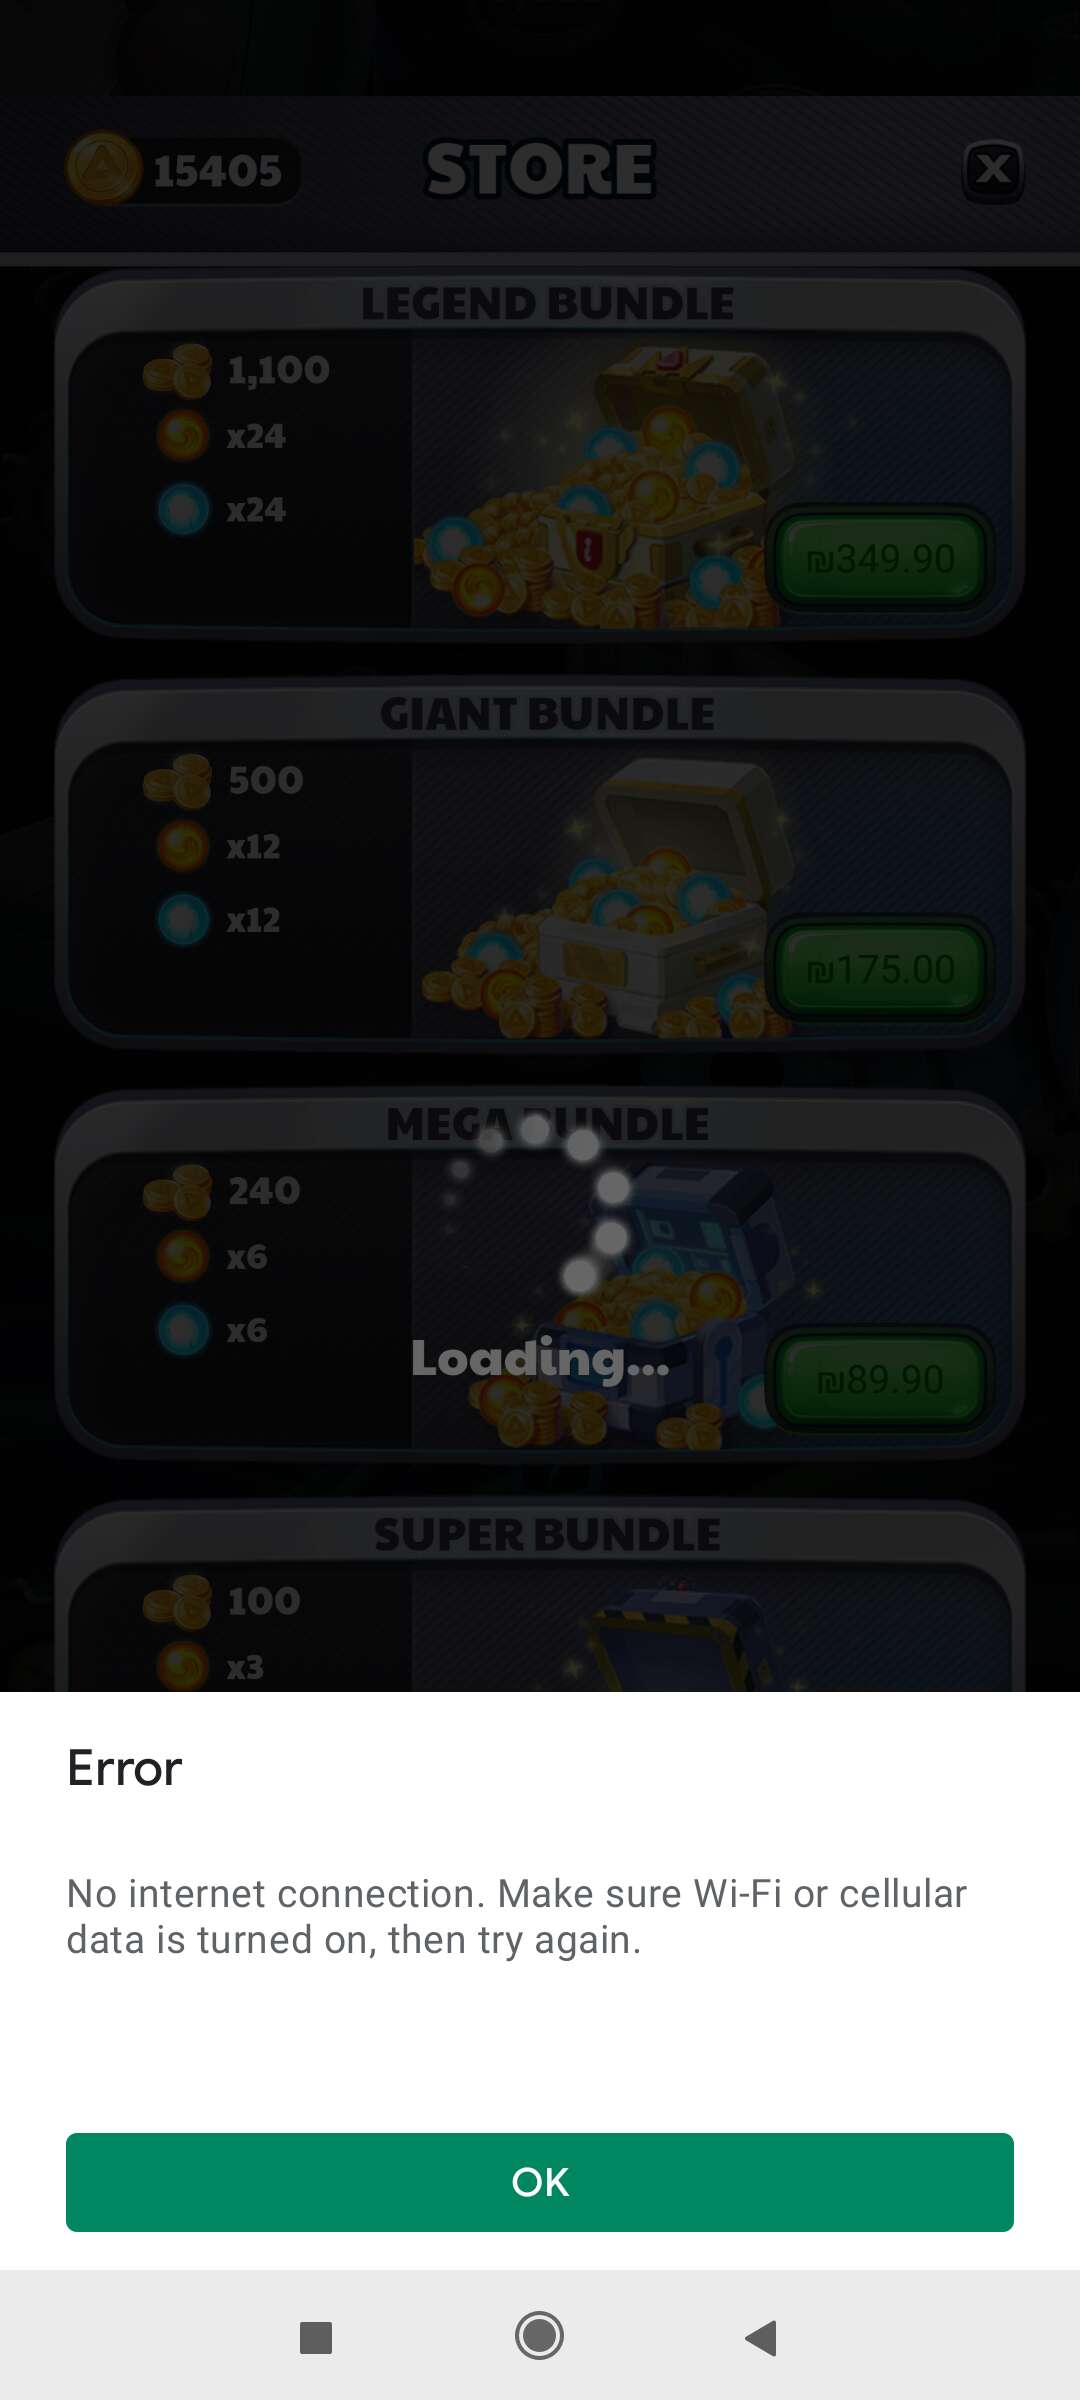 15405
STORE
X
LEGEND BUNDLE
1,100
x24
x24
₪349.90
GIANT BUNDLE
500
x12
x12
₪175.00
MEGA BUNDLE
240
x6
x6
Loading...
₪89.90
SUPER BUNDLE
100
x3
Error
No internet connection. Make sure Wi-Fi or cellular
data is turned on, then try again.
OK